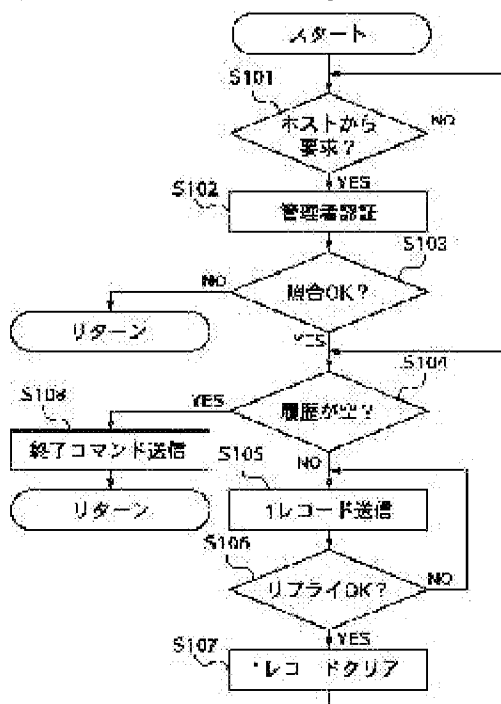 スタート
S101
ホストから
要求?
NO
YES
S102
管理者認証
S103
照合OK?
NO
リターン
YES
S104
履歴が空?
YES
S108
終了コマンド送信
リターン
NO
S105
1レコード送信
S106
リプライOK?
NO
YES
S107
レコードクリア